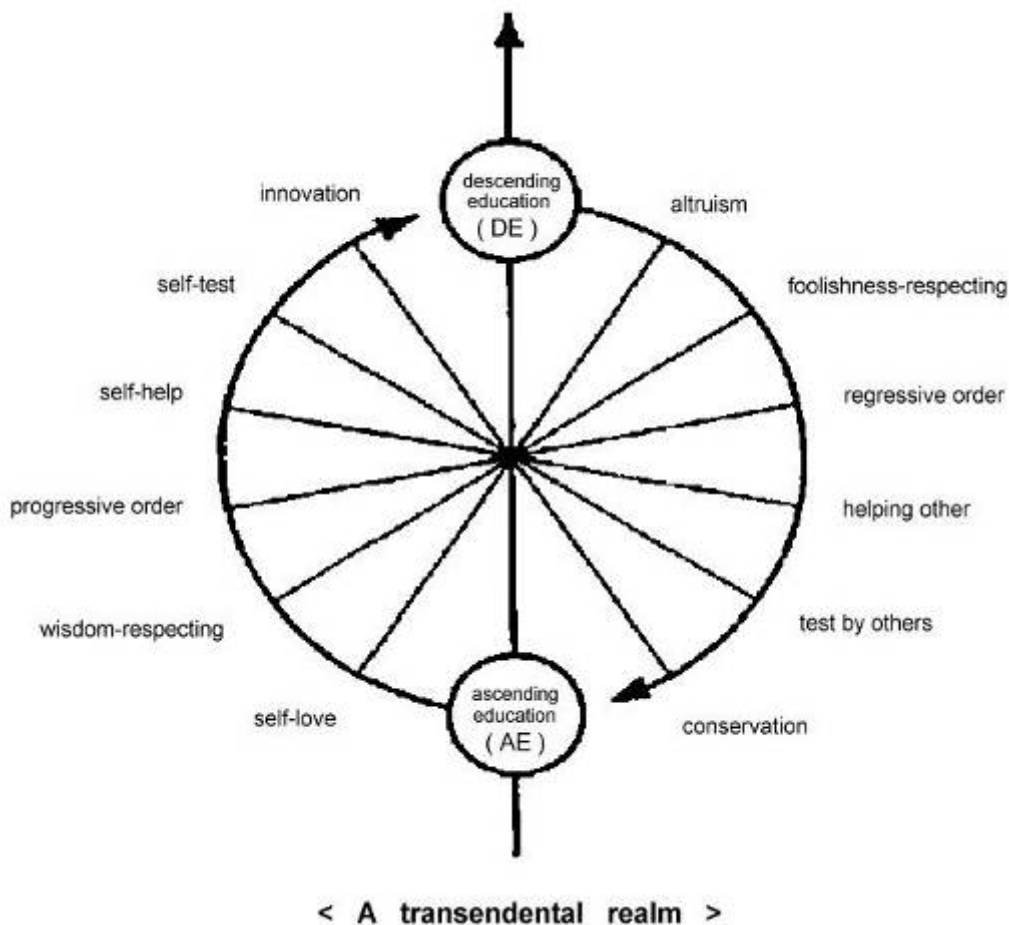 descending
education
( DE )
innovation
altruism
self-test
foolishness-respecting
self-help
regressive order
progressive order
helping other
wisdom-respecting
test by others
self-love
ascending
education
( AE )
conservation
< A transendental realm >